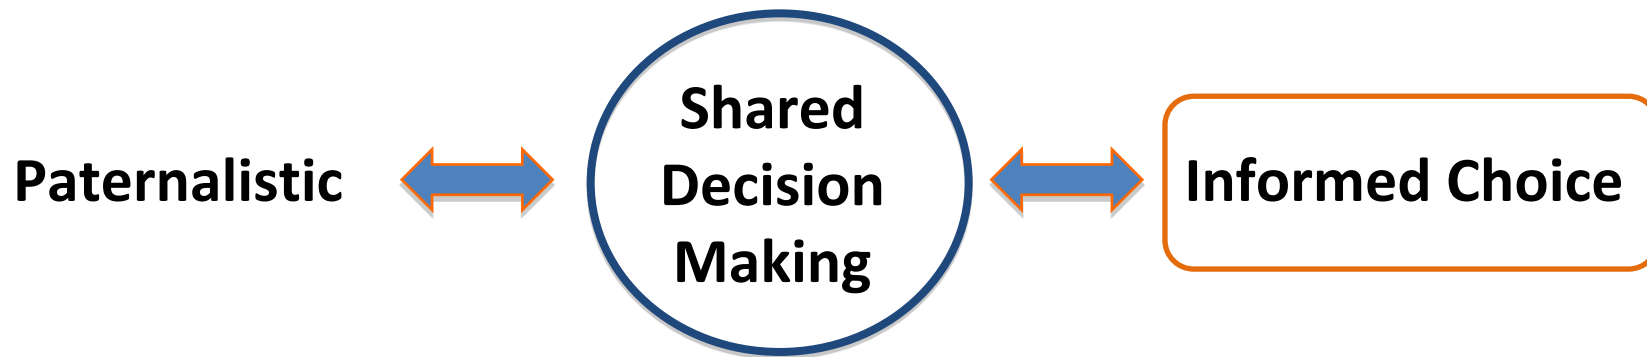 Paternalistic
Shared
Decision
Making
Informed Choice